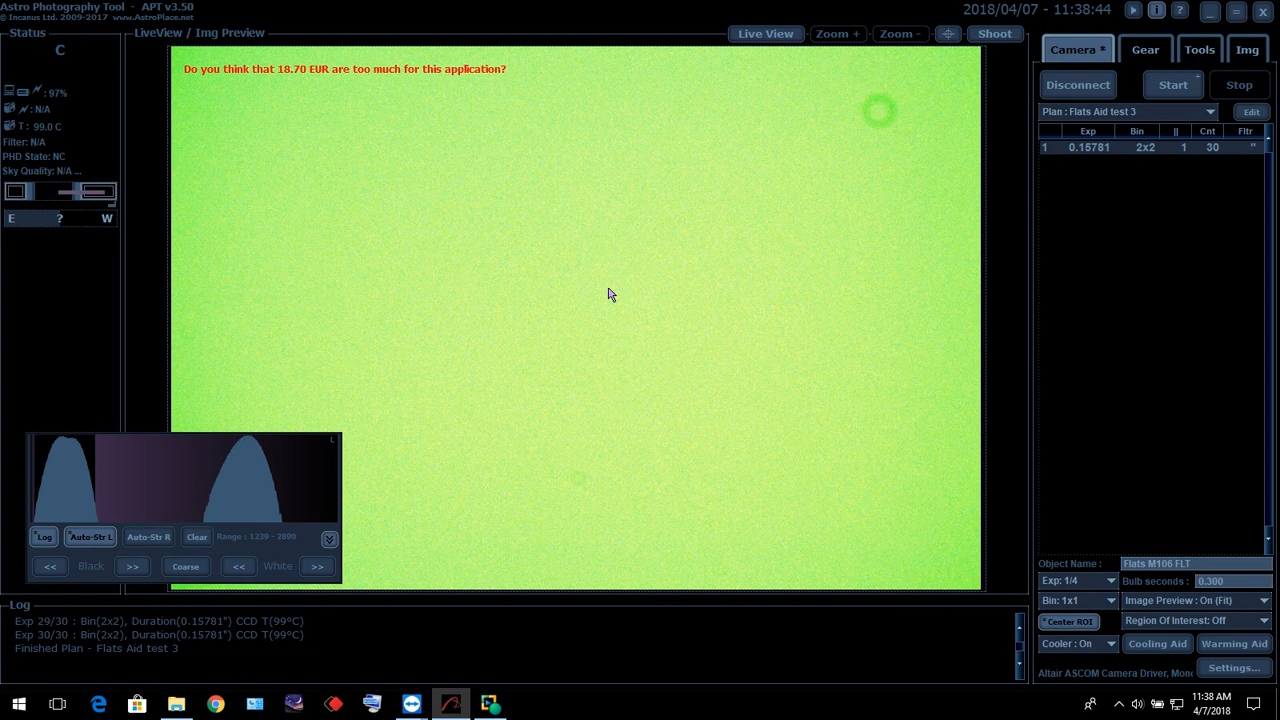 Astro Photography Tool - APT v3.50
© Incanus Ltd. 2009-2017 www.AstroPlace.net
2018/04/07 - 11:38:44
Status
C
: 97%
: N/A
T : 99.0 C
Filter: N/A
PHD State: NC
Sky Quality: N/A ...
E ? W
LiveView / Img Preview
Live View Zoom + Zoom - Shoot
Do you think that 18.70 EUR are too much for this application?
L
Log Auto-Str L Auto-Str R Clear Range : 1239 - 2890
<< Black >> Coarse << White >>
Camera * Gear Tools Img
Disconnect Start + Stop
Plan : Flats Aid test 3 Edit
Exp Bin || Cnt Fltr
1 0.15781 2x2 1 30 "
Object Name : Flats M106 FLT
Exp: 1/4 Bulb seconds : 0.300
Bin: 1x1 Image Preview : On (Fit)
*Center ROI Region Of Interest: Off
Cooler : On Cooling Aid Warming Aid
Altair ASCOM Camera Driver, Mono Settings...
Log
Exp 29/30 : Bin(2x2), Duration(0.15781") CCD T(99ºC)
Exp 30/30 : Bin(2x2), Duration(0.15781") CCD T(99ºC)
Finished Plan - Flats Aid test 3
11:38 AM
4/7/2018